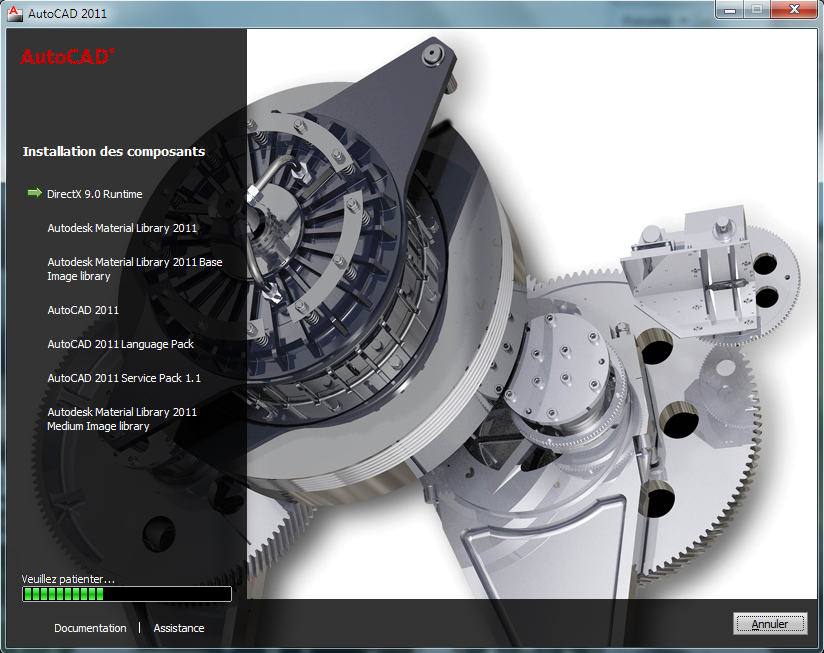 AutoCAD 2011
AutoCAD®
Installation des composants
DirectX 9.0 Runtime
Autodesk Material Library 2011
Autodesk Material Library 2011 Base
Image library
AutoCAD 2011
AutoCAD 2011 Language Pack
AutoCAD 2011 Service Pack 1.1
Autodesk Material Library 2011
Medium Image library
Veuillez patienter...
Documentation | Assistance
Annuler